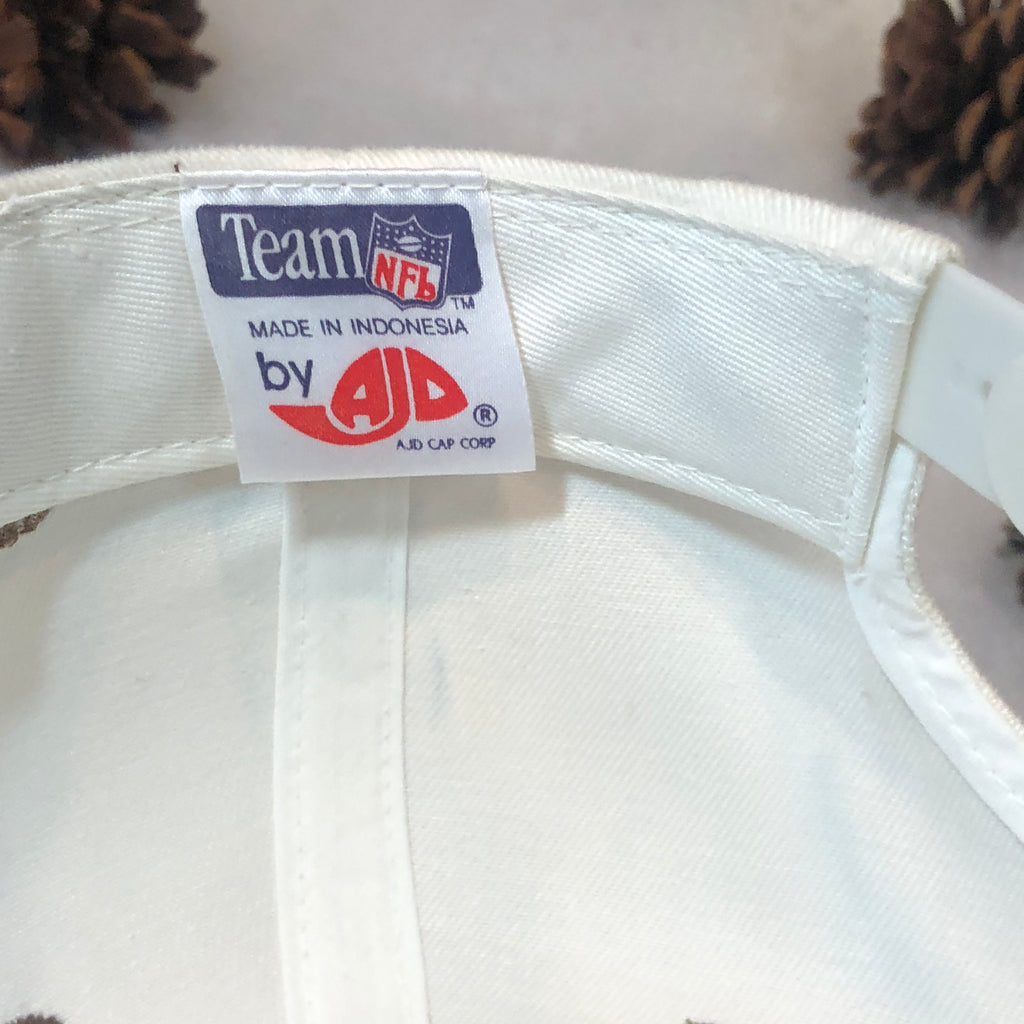 Team NFL ™
MADE IN INDONESIA
by AJD ®
AJD CAP CORP